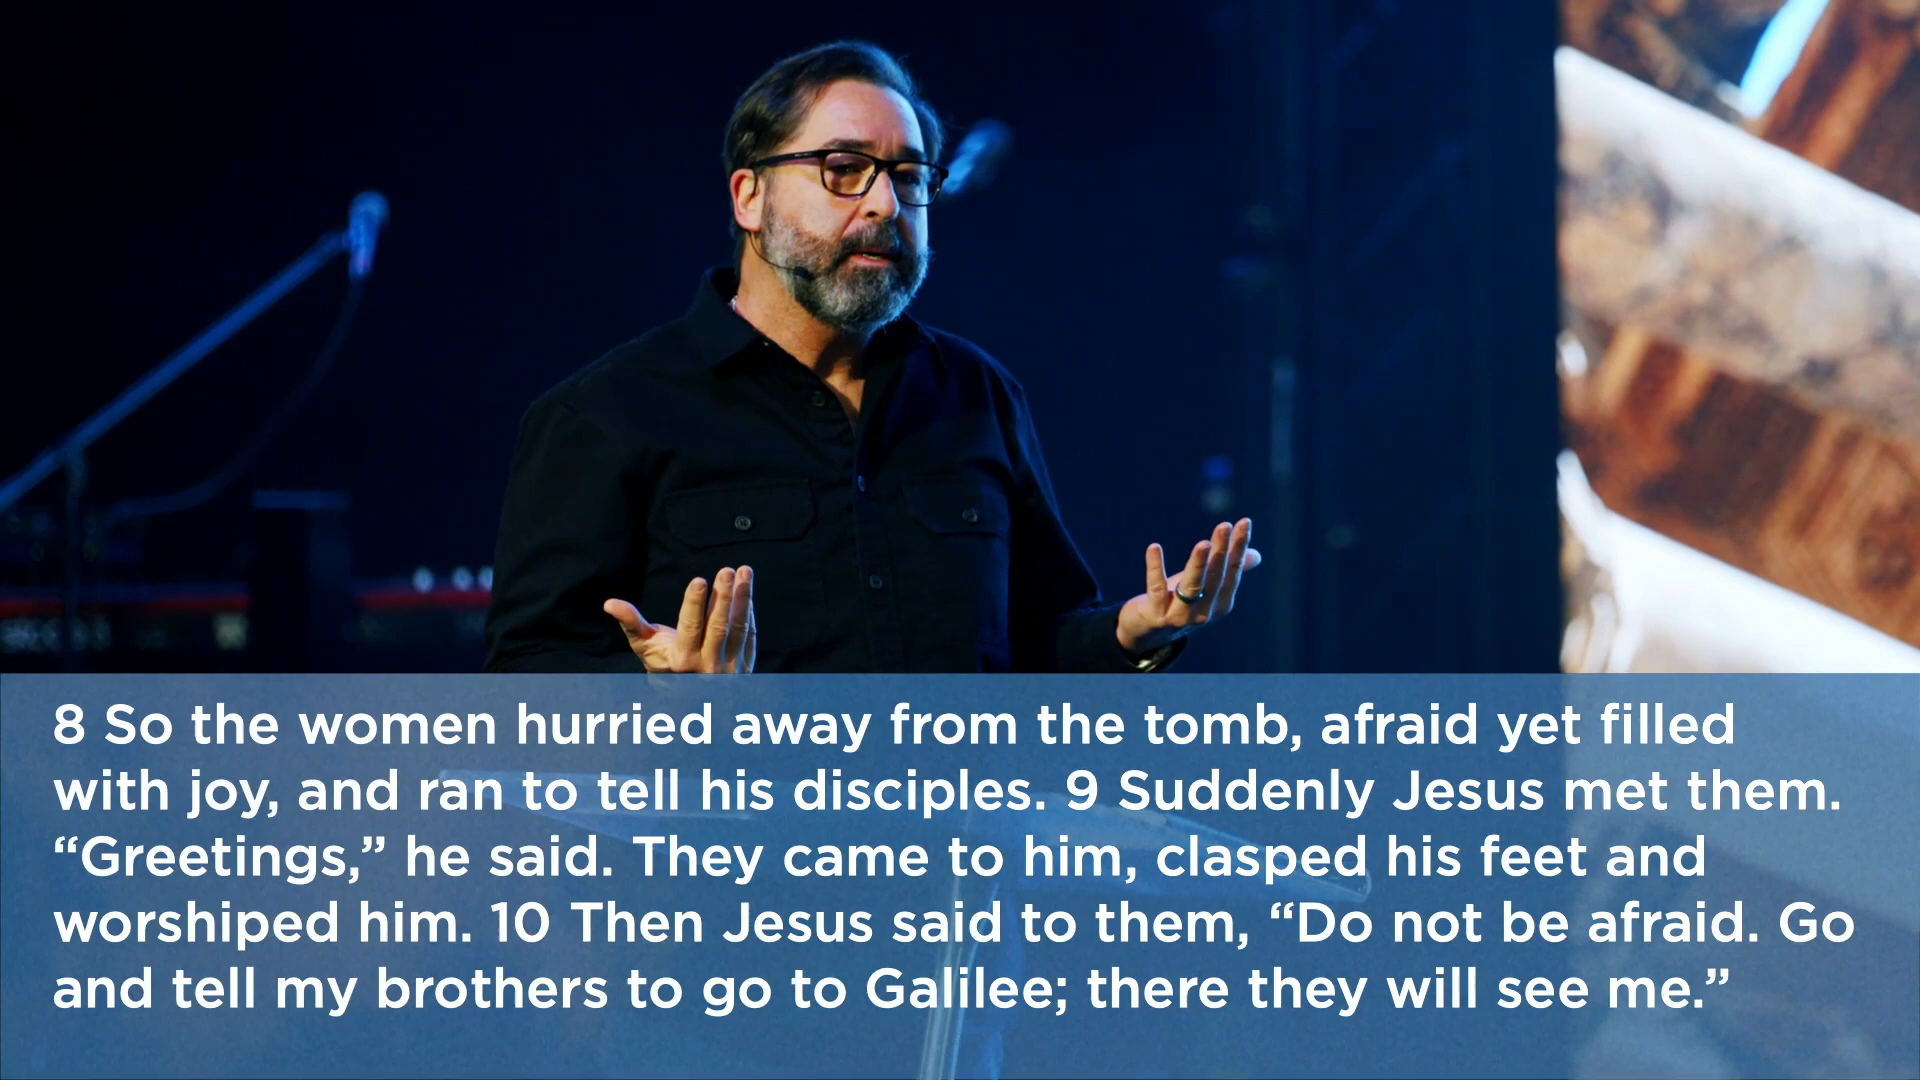 8 So the women hurried away from the tomb, afraid yet filled
with joy, and ran to tell his disciples. 9 Suddenly Jesus met them.
“Greetings,” he said. They came to him, clasped his feet and
worshiped him. 10 Then Jesus said to them, “Do not be afraid. Go
and tell my brothers to go to Galilee; there they will see me.”